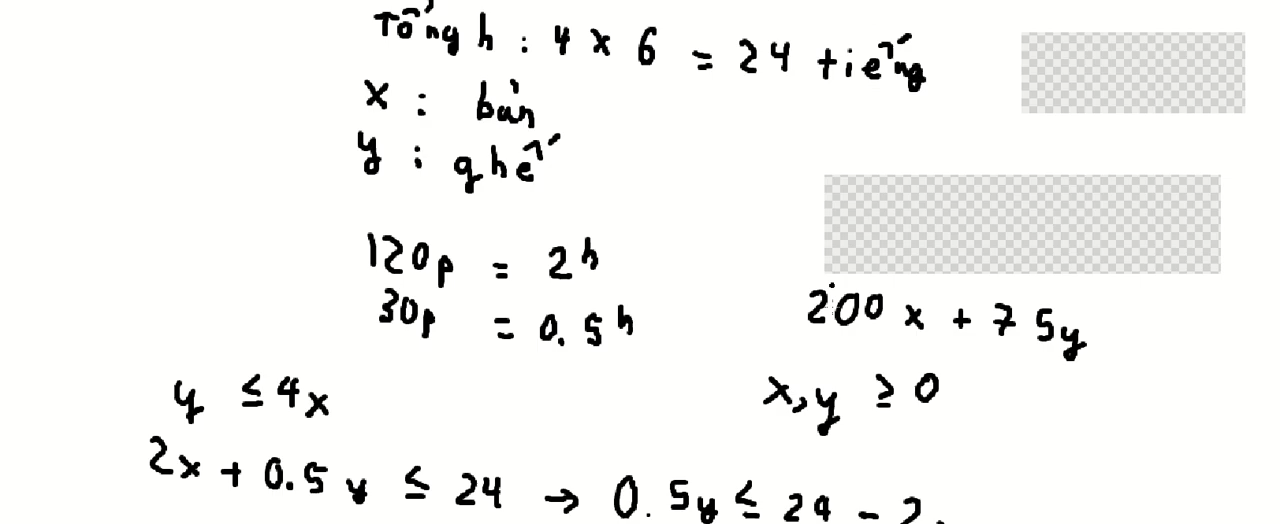 Tổng h : 4 x 6 = 24 tiếng
x : bàn
y : ghế
120p = 2h
30p = 0.5h
200x + 75y
y ≤ 4x
x, y ≥ 0
2x + 0.5y ≤ 24 → 0.5y ≤ 24 - 2